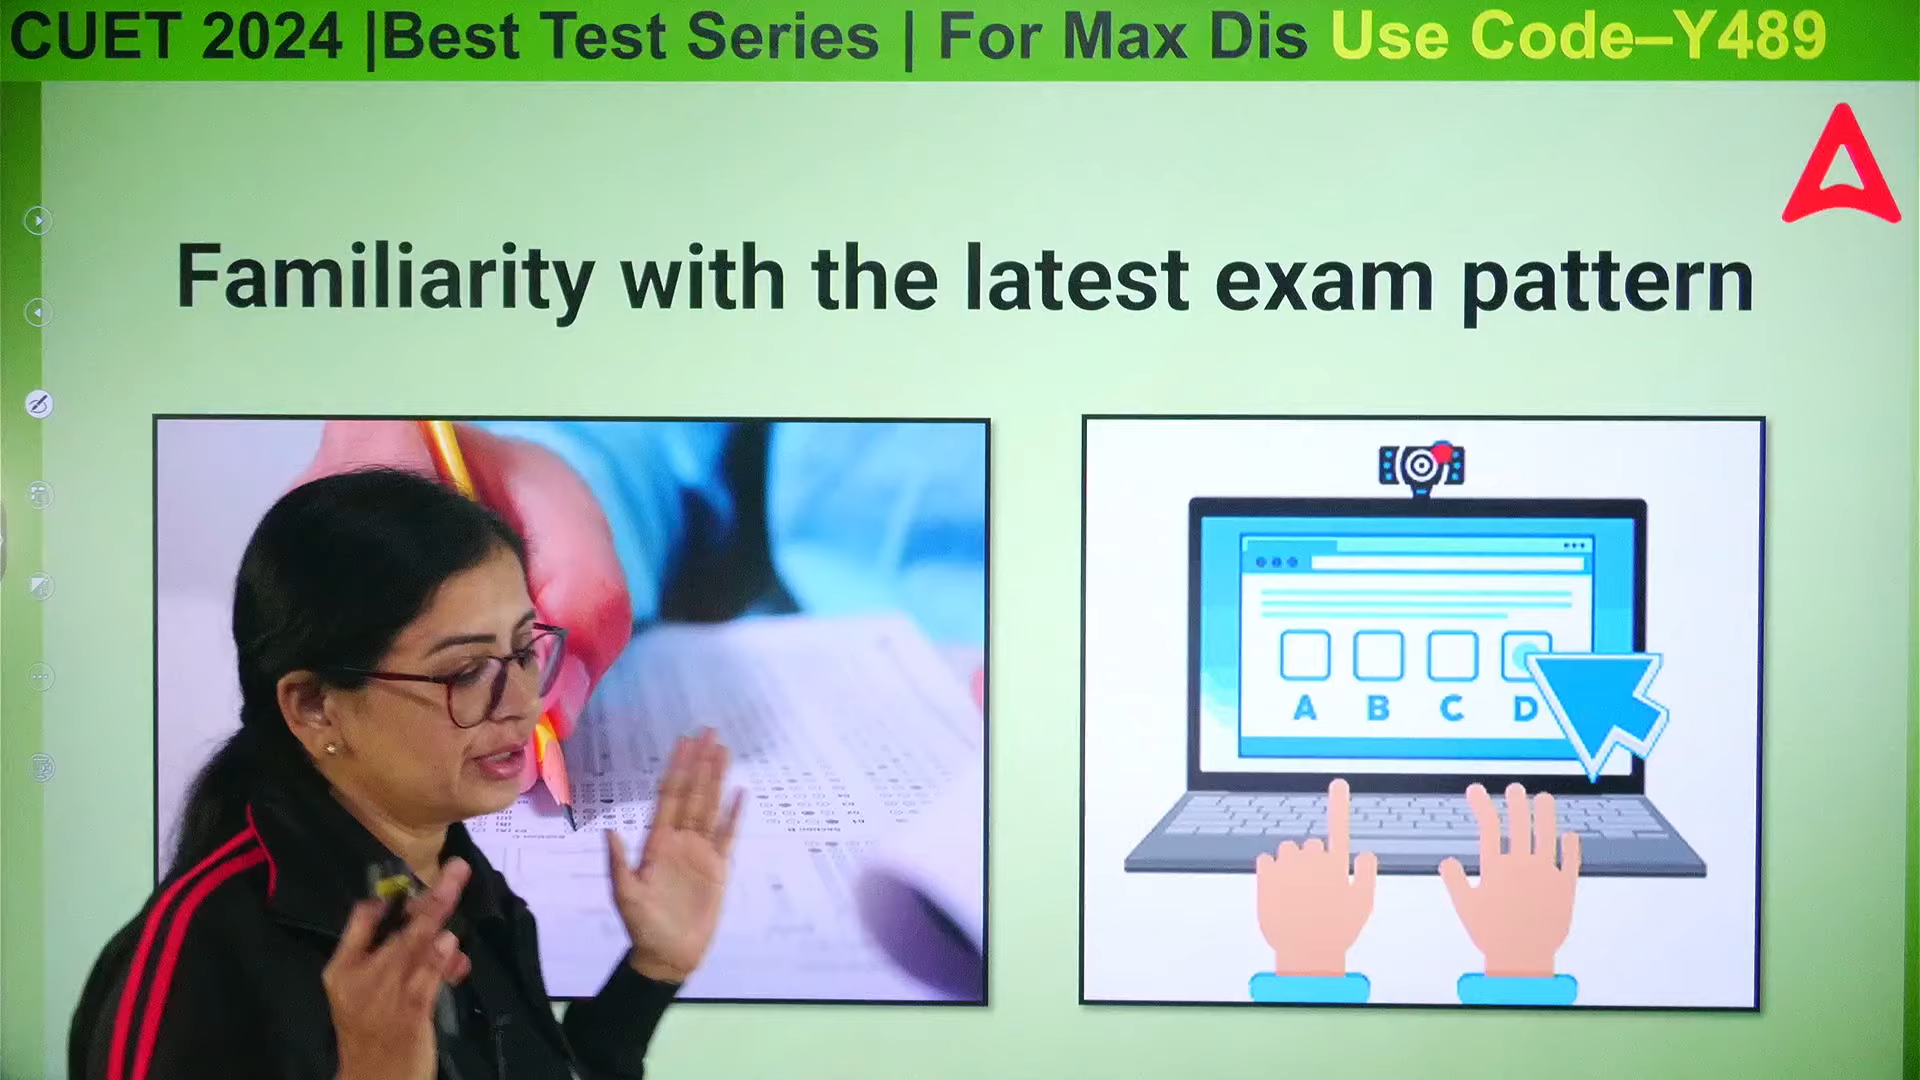 CUET 2024 |Best Test Series | For Max Dis Use Code–Y489
Familiarity with the latest exam pattern
A B C D